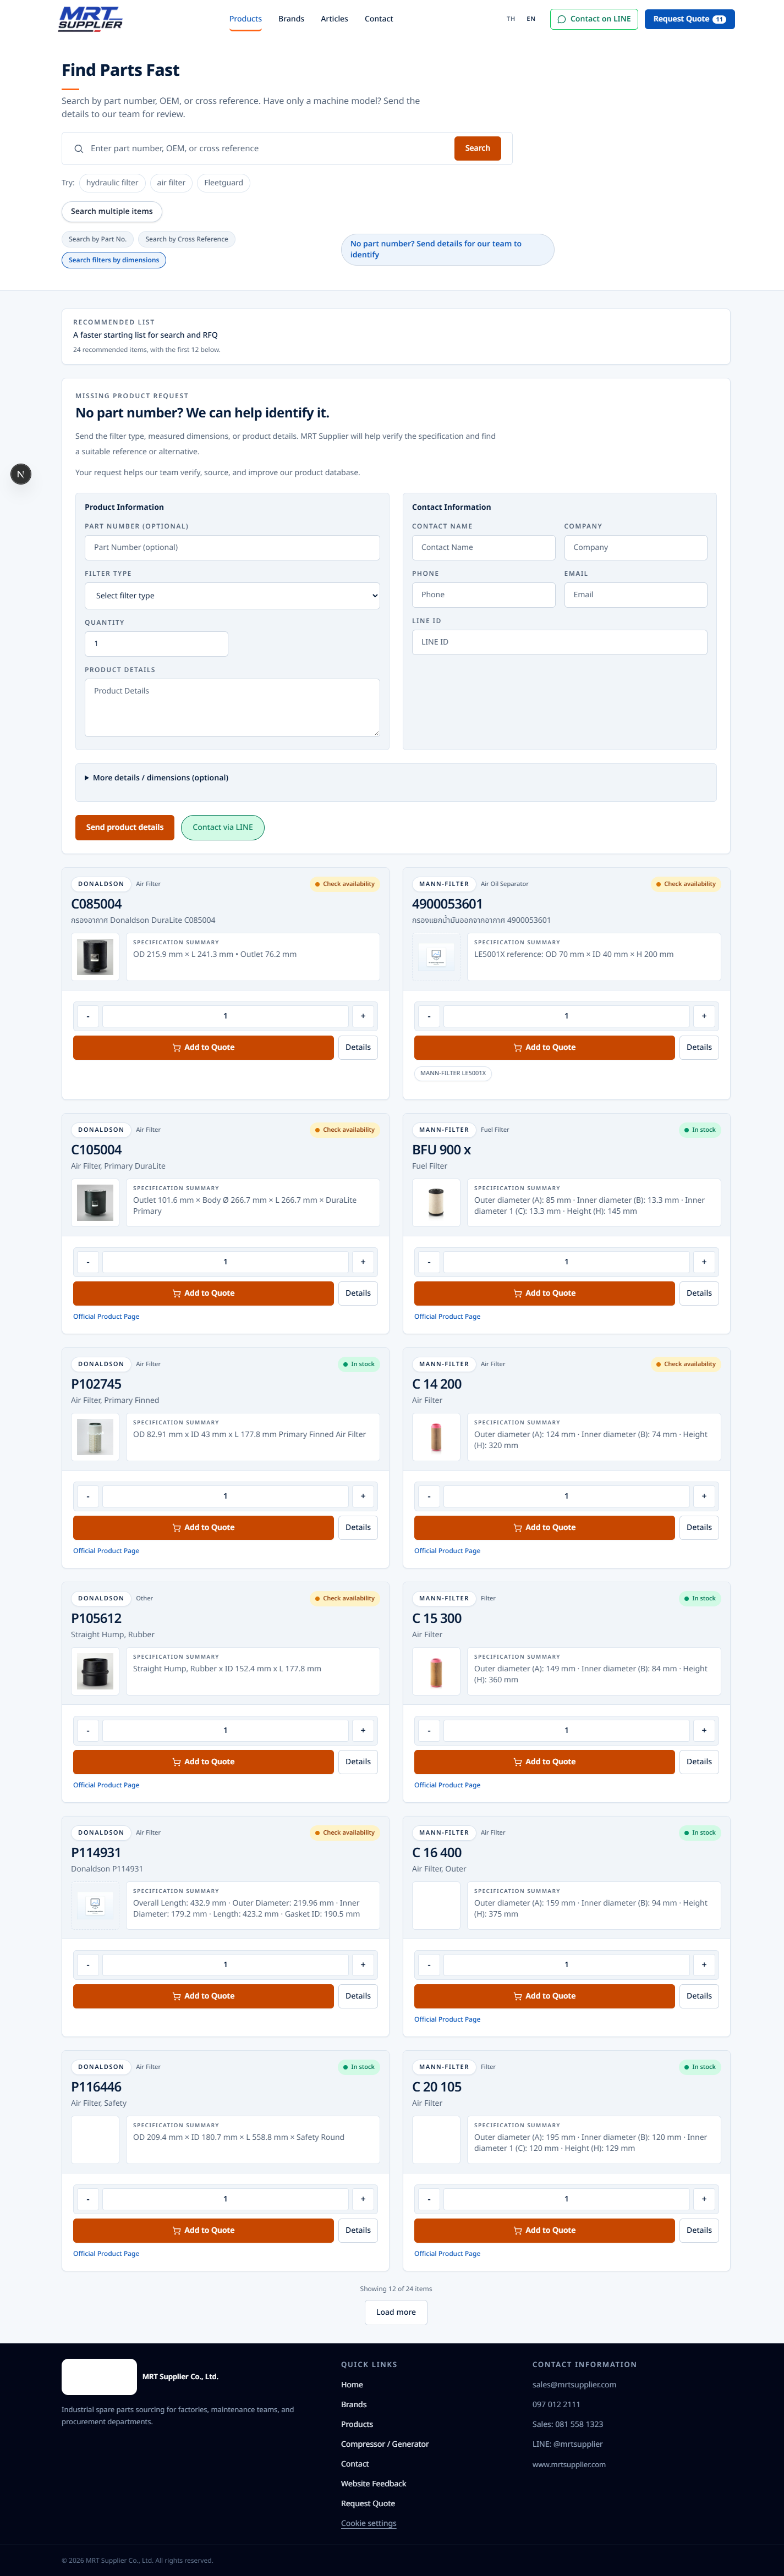 MRT
SUPPLIER
Products
Brands
Articles
Contact
TH
EN
Contact on LINE
Request Quote 11
Find Parts Fast
Search by part number, OEM, or cross reference. Have only a machine model? Send the
details to our team for review.
Enter part number, OEM, or cross reference
Search
Try:
hydraulic filter
air filter
Fleetguard
Search multiple items
Search by Part No.
Search by Cross Reference
Search filters by dimensions
No part number? Send details for our team to
identify
RECOMMENDED LIST
A faster starting list for search and RFQ
24 recommended items, with the first 12 below.
MISSING PRODUCT REQUEST
No part number? We can help identify it.
Send the filter type, measured dimensions, or product details. MRT Supplier will help verify the specification and find
a suitable reference or alternative.
Your request helps our team verify, source, and improve our product database.
N
Product Information
PART NUMBER (OPTIONAL)
Part Number (optional)
FILTER TYPE
Select filter type
QUANTITY
1
PRODUCT DETAILS
Product Details
Contact Information
CONTACT NAME
COMPANY
Contact Name
Company
PHONE
EMAIL
Phone
Email
LINE ID
LINE ID
More details / dimensions (optional)
Send product details
Contact via LINE
DONALDSON
Air Filter
Check availability
C085004
กรองอากาศ Donaldson DuraLite C085004
SPECIFICATION SUMMARY
OD 215.9 mm × L 241.3 mm • Outlet 76.2 mm
-
1
+
Add to Quote
Details
MANN-FILTER
Air Oil Separator
Check availability
4900053601
กรองแยกน้ำมันออกจากอากาศ 4900053601
SPECIFICATION SUMMARY
LE5001X reference: OD 70 mm × ID 40 mm × H 200 mm
-
1
+
Add to Quote
Details
MANN-FILTER LE5001X
DONALDSON
Air Filter
Check availability
C105004
Air Filter, Primary DuraLite
SPECIFICATION SUMMARY
Outlet 101.6 mm × Body Ø 266.7 mm × L 266.7 mm × DuraLite
Primary
-
1
+
Add to Quote
Details
Official Product Page
MANN-FILTER
Fuel Filter
In stock
BFU 900 x
Fuel Filter
SPECIFICATION SUMMARY
Outer diameter (A): 85 mm · Inner diameter (B): 13.3 mm · Inner
diameter 1 (C): 13.3 mm · Height (H): 145 mm
-
1
+
Add to Quote
Details
Official Product Page
DONALDSON
Air Filter
In stock
P102745
Air Filter, Primary Finned
SPECIFICATION SUMMARY
OD 82.91 mm x ID 43 mm x L 177.8 mm Primary Finned Air Filter
-
1
+
Add to Quote
Details
Official Product Page
MANN-FILTER
Air Filter
Check availability
C 14 200
Air Filter
SPECIFICATION SUMMARY
Outer diameter (A): 124 mm · Inner diameter (B): 74 mm · Height
(H): 320 mm
-
1
+
Add to Quote
Details
Official Product Page
DONALDSON
Other
Check availability
P105612
Straight Hump, Rubber
SPECIFICATION SUMMARY
Straight Hump, Rubber x ID 152.4 mm x L 177.8 mm
-
1
+
Add to Quote
Details
Official Product Page
MANN-FILTER
Filter
In stock
C 15 300
Air Filter
SPECIFICATION SUMMARY
Outer diameter (A): 149 mm · Inner diameter (B): 84 mm · Height
(H): 360 mm
-
1
+
Add to Quote
Details
Official Product Page
DONALDSON
Air Filter
Check availability
P114931
Donaldson P114931
SPECIFICATION SUMMARY
Overall Length: 432.9 mm · Outer Diameter: 219.96 mm · Inner
Diameter: 179.2 mm · Length: 423.2 mm · Gasket ID: 190.5 mm
-
1
+
Add to Quote
Details
MANN-FILTER
Air Filter
In stock
C 16 400
Air Filter, Outer
SPECIFICATION SUMMARY
Outer diameter (A): 159 mm · Inner diameter (B): 94 mm · Height
(H): 375 mm
-
1
+
Add to Quote
Details
Official Product Page
DONALDSON
Air Filter
In stock
P116446
Air Filter, Safety
SPECIFICATION SUMMARY
OD 209.4 mm × ID 180.7 mm × L 558.8 mm × Safety Round
-
1
+
Add to Quote
Details
Official Product Page
MANN-FILTER
Filter
In stock
C 20 105
Air Filter
SPECIFICATION SUMMARY
Outer diameter (A): 195 mm · Inner diameter (B): 120 mm · Inner
diameter 1 (C): 120 mm · Height (H): 129 mm
-
1
+
Add to Quote
Details
Official Product Page
Showing 12 of 24 items
Load more
MRT Supplier Co., Ltd.
Industrial spare parts sourcing for factories, maintenance teams, and
procurement departments.
QUICK LINKS
Home
Brands
Products
Compressor / Generator
Contact
Website Feedback
Request Quote
Cookie settings
CONTACT INFORMATION
sales@mrtsupplier.com
097 012 2111
Sales: 081 558 1323
LINE: @mrtsupplier
www.mrtsupplier.com
© 2026 MRT Supplier Co., Ltd. All rights reserved.